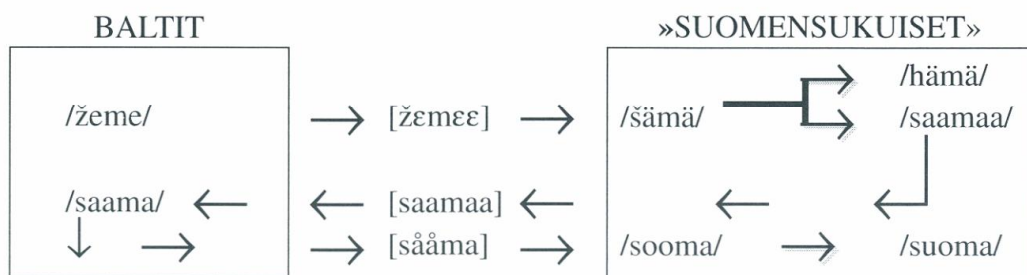 BALTIT »SUOMENSUKUISET»
/hämä/
/žeme/ [žɛmɛɛ] /šämä/ /saamaa/
/saama/ [saamaa]
[sååma] /sooma/ /suoma/